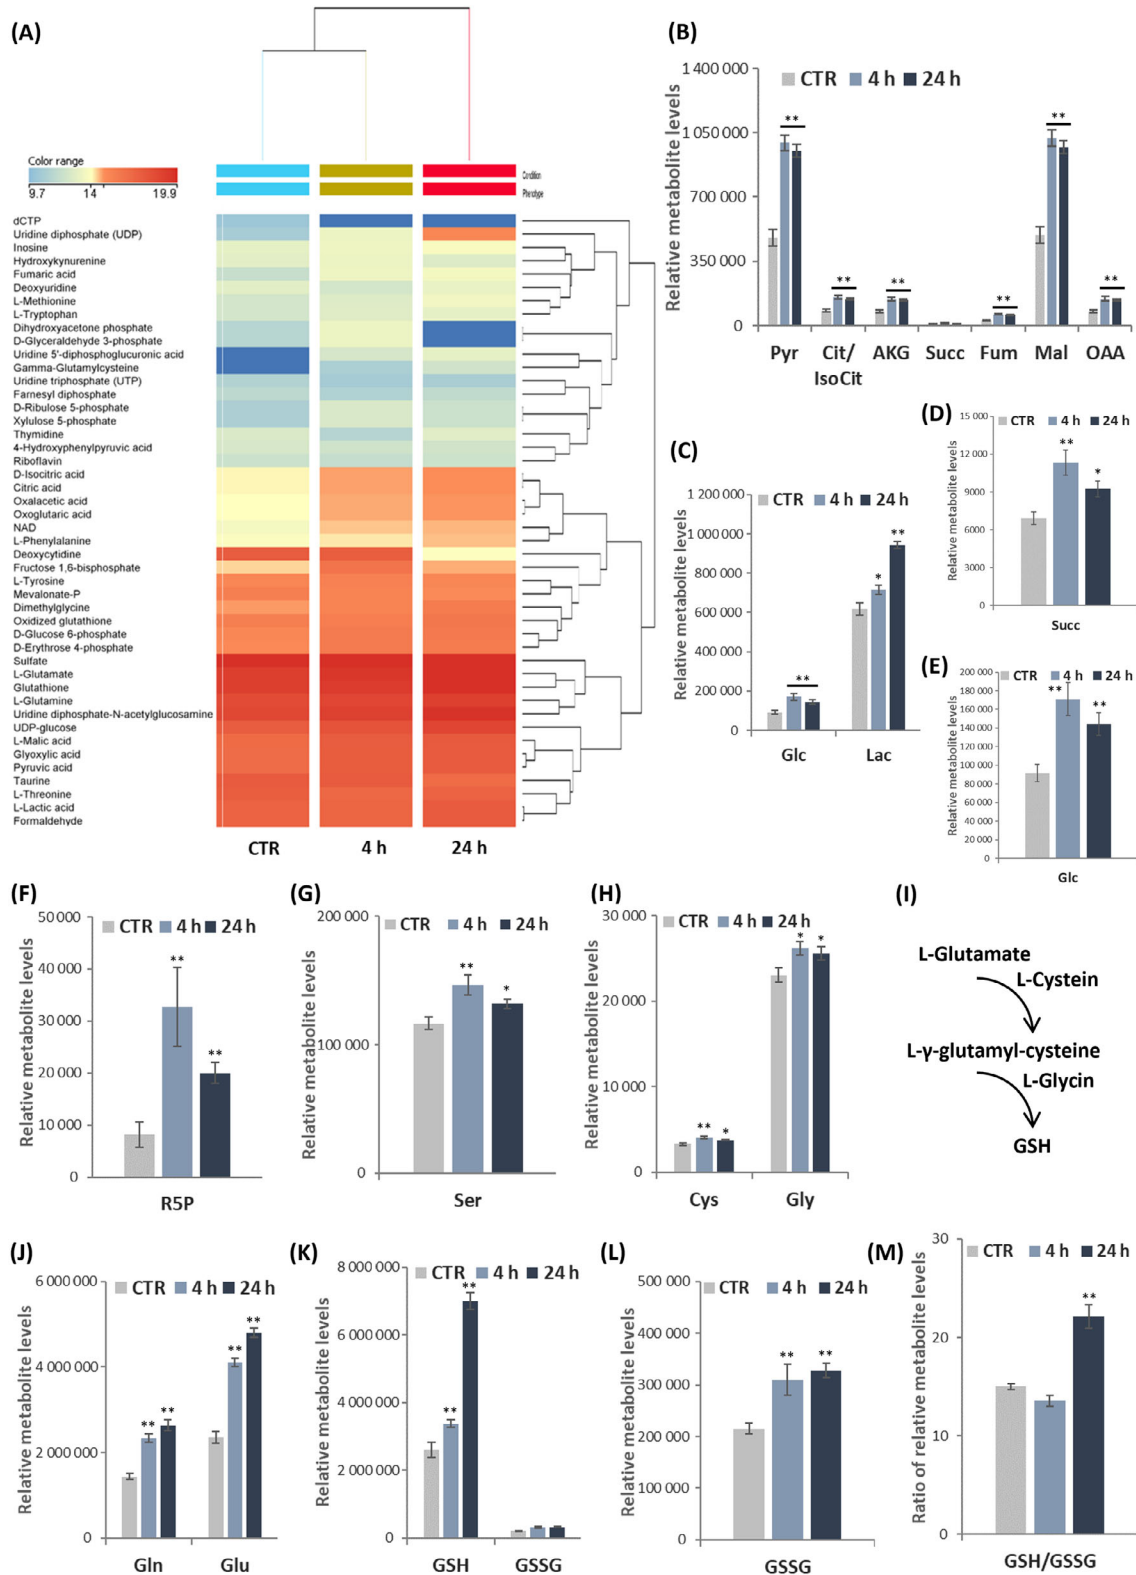 (A)
Color range
9.7 14 19.9
Condition
Phenotype
dCTP
Uridine diphosphate (UDP)
Inosine
Hydroxykynurenine
Fumaric acid
Deoxyuridine
L-Methionine
L-Tryptophan
Dihydroxyacetone phosphate
D-Glyceraldehyde 3-phosphate
Uridine 5'-diphosphoglucuronic acid
Gamma-Glutamylcysteine
Uridine triphosphate (UTP)
Farnesyl diphosphate
D-Ribulose 5-phosphate
Xylulose 5-phosphate
Thymidine
4-Hydroxyphenylpyruvic acid
Riboflavin
D-Isocitric acid
Citric acid
Oxalacetic acid
Oxoglutaric acid
NAD
L-Phenylalanine
Deoxycytidine
Fructose 1,6-bisphosphate
L-Tyrosine
Mevalonate-P
Dimethylglycine
Oxidized glutathione
D-Glucose 6-phosphate
D-Erythrose 4-phosphate
Sulfate
L-Glutamate
Glutathione
L-Glutamine
Uridine diphosphate-N-acetylglucosamine
UDP-glucose
L-Malic acid
Glyoxylic acid
Pyruvic acid
Taurine
L-Threonine
L-Lactic acid
Formaldehyde
CTR 4 h 24 h
(B)
Relative metabolite levels
1400 000
1050 000
700 000
350 000
0
CTR 4 h 24 h
** ** ** ** ** **
Pyr Cit/ AKG Succ Fum Mal OAA
IsoCit
(C)
Relative metabolite levels
1 200 000
1 000 000
800 000
600 000
400 000
200 000
0
CTR 4 h 24 h
** * **
Glc Lac
(D)
Relative metabolite levels
15 000
12 000
9000
6000
3000
0
CTR 4 h 24 h
** *
Succ
(E)
Relative metabolite levels
200 000
180 000
160 000
140 000
120 000
100 000
80 000
60 000
40 000
20 000
0
CTR 4 h 24 h
** **
Glc
(F)
Relative metabolite levels
50 000
40 000
30 000
20 000
10 000
0
CTR 4 h 24 h
** **
R5P
(G)
Relative metabolite levels
200 000
100 000
0
CTR 4 h 24 h
** *
Ser
(H)
Relative metabolite levels
30 000
20 000
10 000
0
CTR 4 h 24 h
** * * *
Cys Gly
(I)
L-Glutamate
L-Cystein
L-γ-glutamyl-cysteine
L-Glycin
GSH
(J)
Relative metabolite levels
6 000 000
4 000 000
2 000 000
0
CTR 4 h 24 h
** ** ** **
Gln Glu
(K)
Relative metabolite levels
8 000 000
6 000 000
4 000 000
2 000 000
0
CTR 4 h 24 h
** **
GSH GSSG
(L)
Relative metabolite levels
500 000
400 000
300 000
200 000
100 000
0
CTR 4 h 24 h
** **
GSSG
(M)
Ratio of relative metabolite levels
30
20
10
0
CTR 4 h 24 h
**
GSH/GSSG